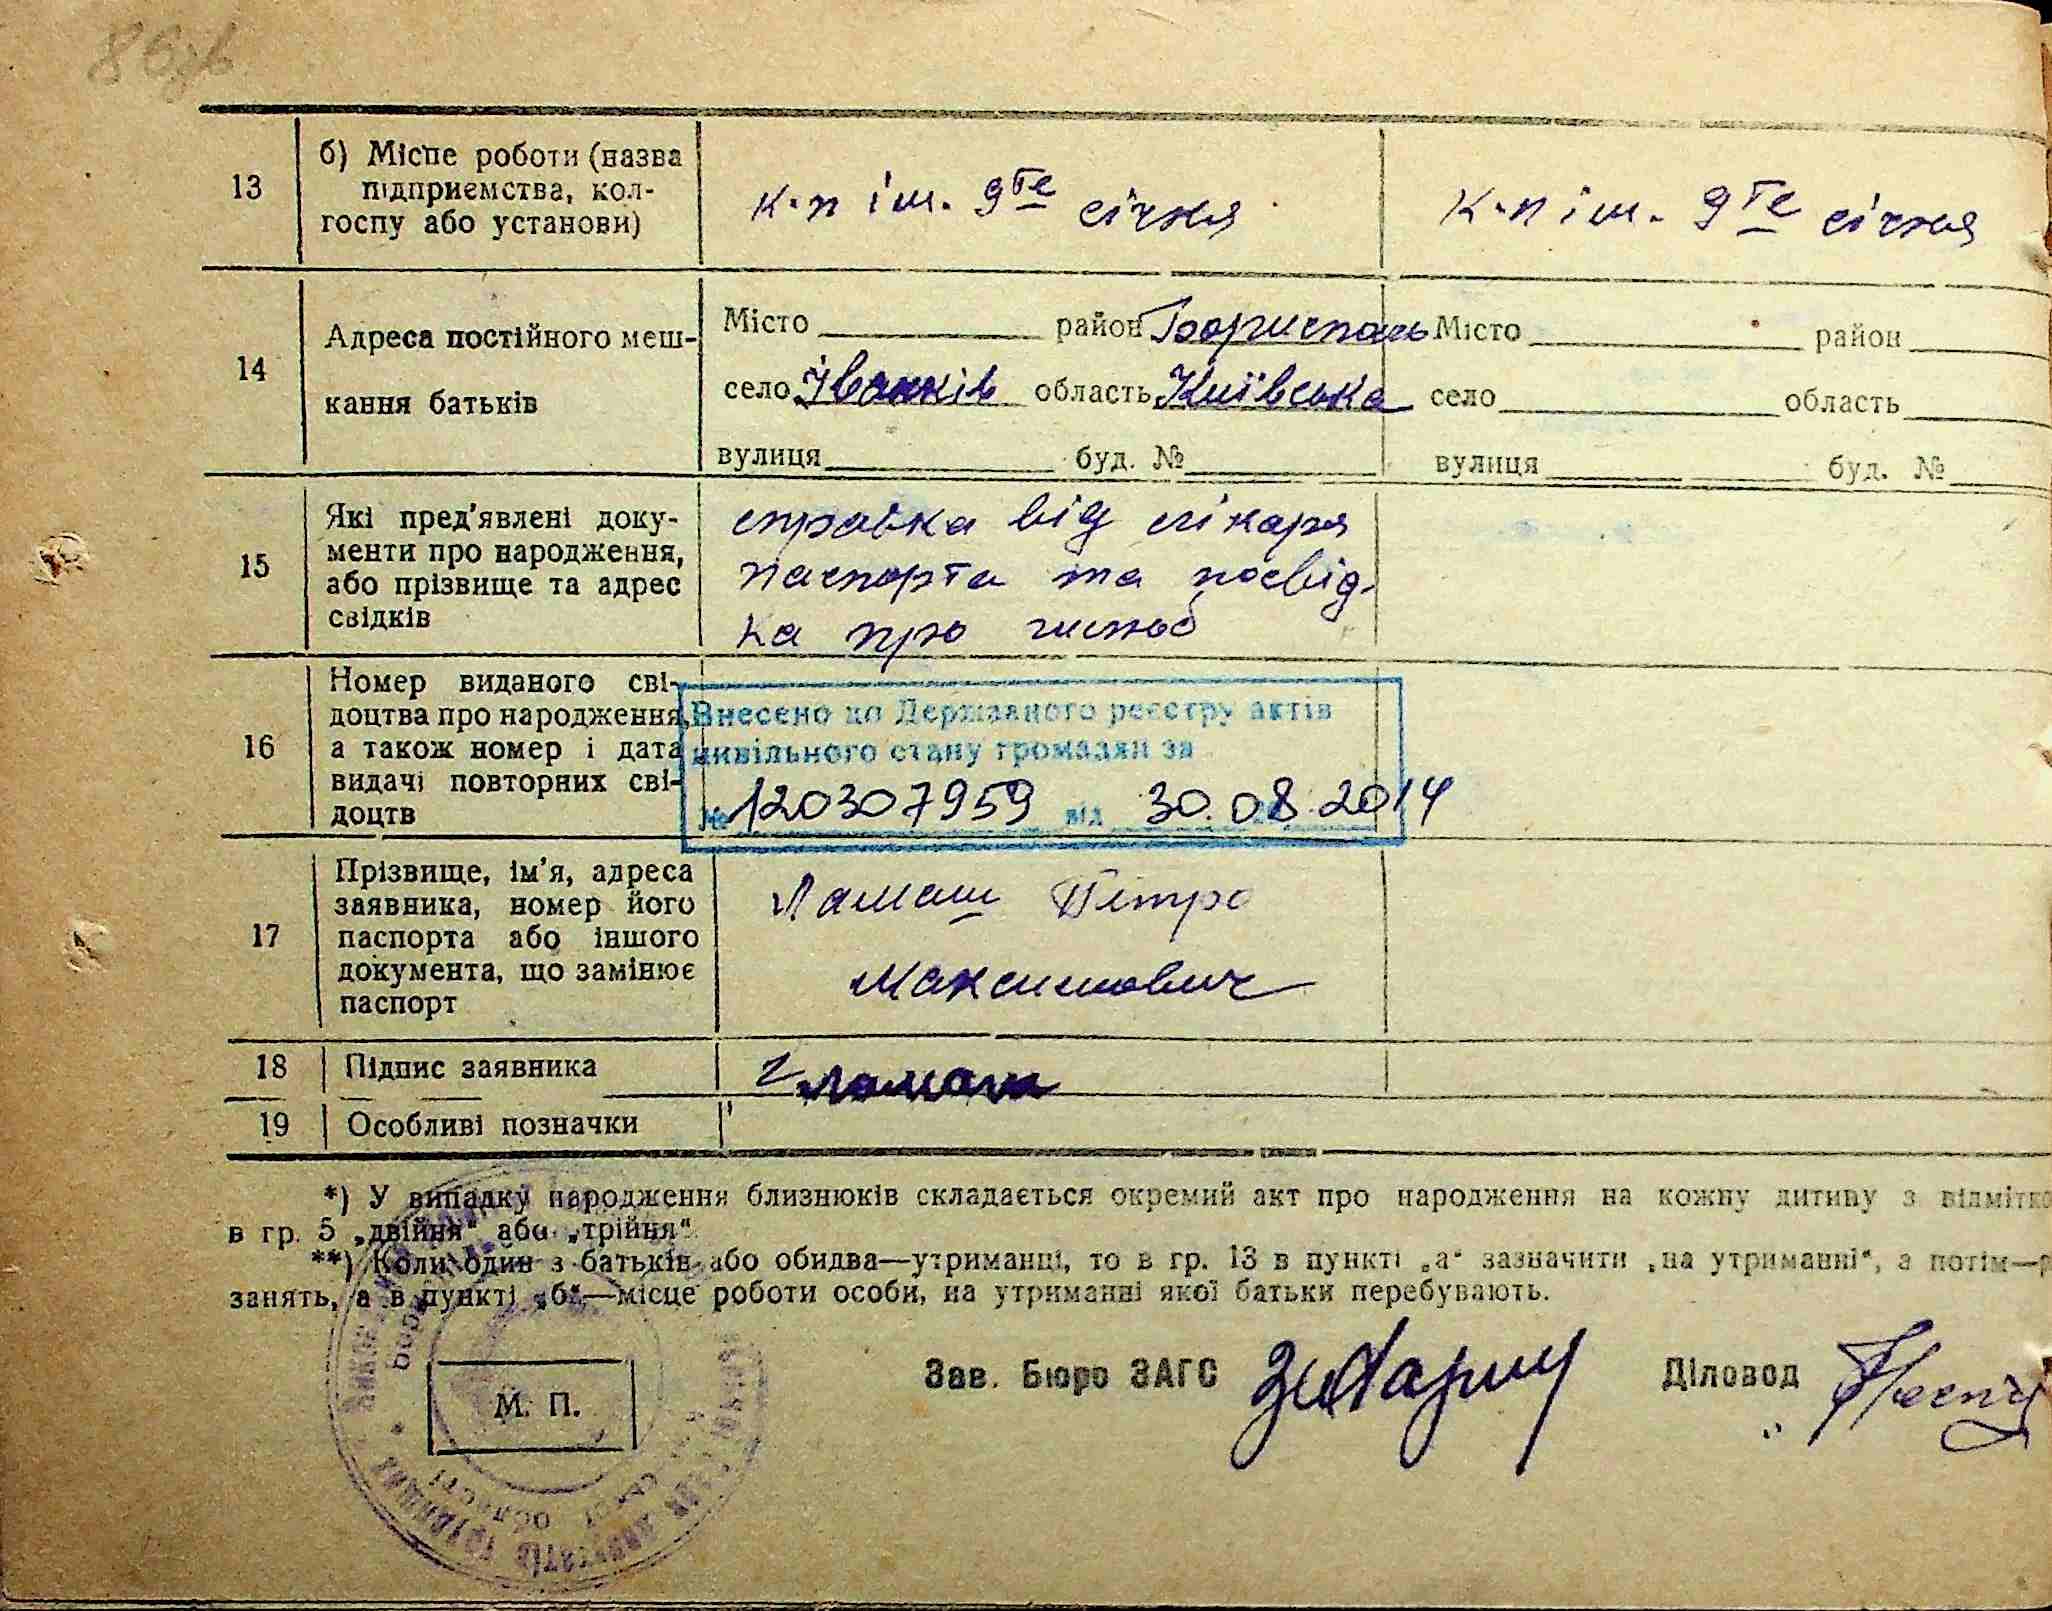 13
б) Місце роботи (назва
підприємства, кол-
госпу або установи)
к-п ім. 9те січня
к-п ім. 9те січня
14
Адреса постійного меш-
кання батьків
Місто район Бориспіль
село Іванків область Київська
вулиця буд. №
Місто район
село область
вулиця буд. №
15
Які пред'явлені доку-
менти про народження,
або прізвище та адрес
свідків
справка від лікаря
паспорта та посвід-
ка про шлюб
16
Номер виданого сві-
доцтва про народження,
а також номер і дата
видачі повторних сві-
доцтв
Внесено до Державного реєстру актів
цивільного стану громадян за
№ 120307959 від 30.08.2014
17
Прізвище, ім'я, адреса
заявника, номер його
паспорта або іншого
документа, що замінює
паспорт
Ламаш Петро
Максимович
18
Підпис заявника
Ламаш
19
Особливі позначки
*) У випадку народження близнюків складається окремий акт про народження на кожну дитину з відмітко
в гр. 5 „двійня“ або „трійня“.
**) Коли один з батьків або обидва—утриманці, то в гр. 13 в пункті „а“ зазначити „на утриманні“, а потім—р
занять, а в пункті „б“—місце роботи особи, на утриманні якої батьки перебувають.
М. П.
Зав. Бюро ЗАГС
Діловод
області